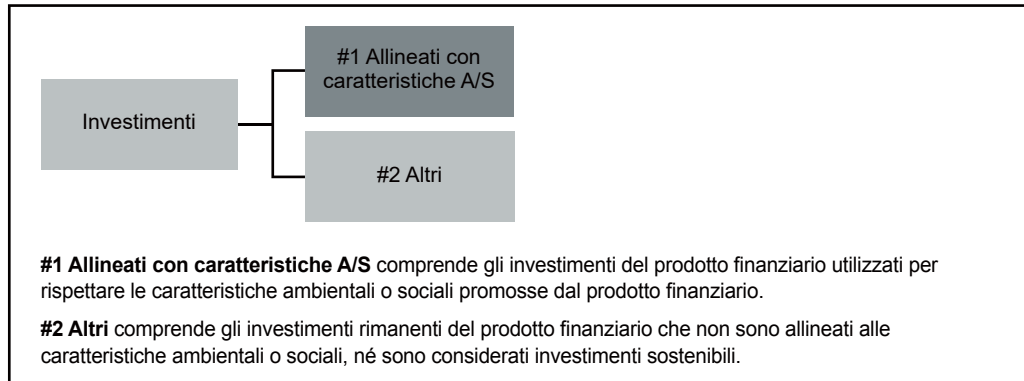 #1 Allineati con
caratteristiche A/S
Investimenti
#2 Altri
#1 Allineati con caratteristiche A/S comprende gli investimenti del prodotto finanziario utilizzati per
rispettare le caratteristiche ambientali o sociali promosse dal prodotto finanziario.
#2 Altri comprende gli investimenti rimanenti del prodotto finanziario che non sono allineati alle
caratteristiche ambientali o sociali, né sono considerati investimenti sostenibili.